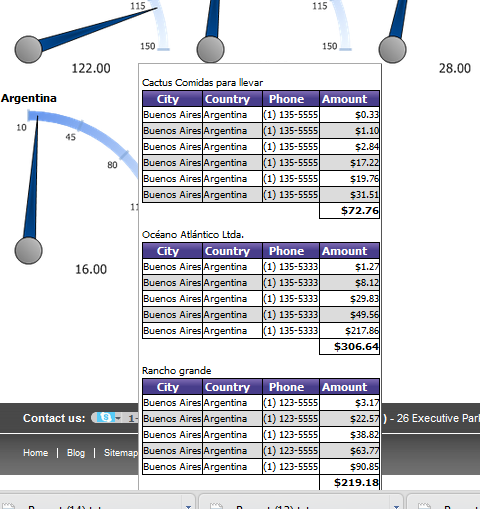 115
115
150
150
122.00
28.00
Argentina
10
45
80
16.00
Cactus Comidas para llevar
City Country Phone Amount
Buenos Aires Argentina (1) 135-5555 $0.33
Buenos Aires Argentina (1) 135-5555 $1.10
Buenos Aires Argentina (1) 135-5555 $2.84
Buenos Aires Argentina (1) 135-5555 $17.22
Buenos Aires Argentina (1) 135-5555 $19.76
Buenos Aires Argentina (1) 135-5555 $31.51
$72.76
Océano Atlántico Ltda.
City Country Phone Amount
Buenos Aires Argentina (1) 135-5333 $1.27
Buenos Aires Argentina (1) 135-5333 $8.12
Buenos Aires Argentina (1) 135-5333 $29.83
Buenos Aires Argentina (1) 135-5333 $49.56
Buenos Aires Argentina (1) 135-5333 $217.86
$306.64
Rancho grande
City Country Phone Amount
Buenos Aires Argentina (1) 123-5555 $3.17
Buenos Aires Argentina (1) 123-5555 $22.57
Buenos Aires Argentina (1) 123-5555 $38.82
Buenos Aires Argentina (1) 123-5555 $63.77
Buenos Aires Argentina (1) 123-5555 $90.85
$219.18
Contact us: 1- ) - 26 Executive Park
Home | Blog | Sitemap